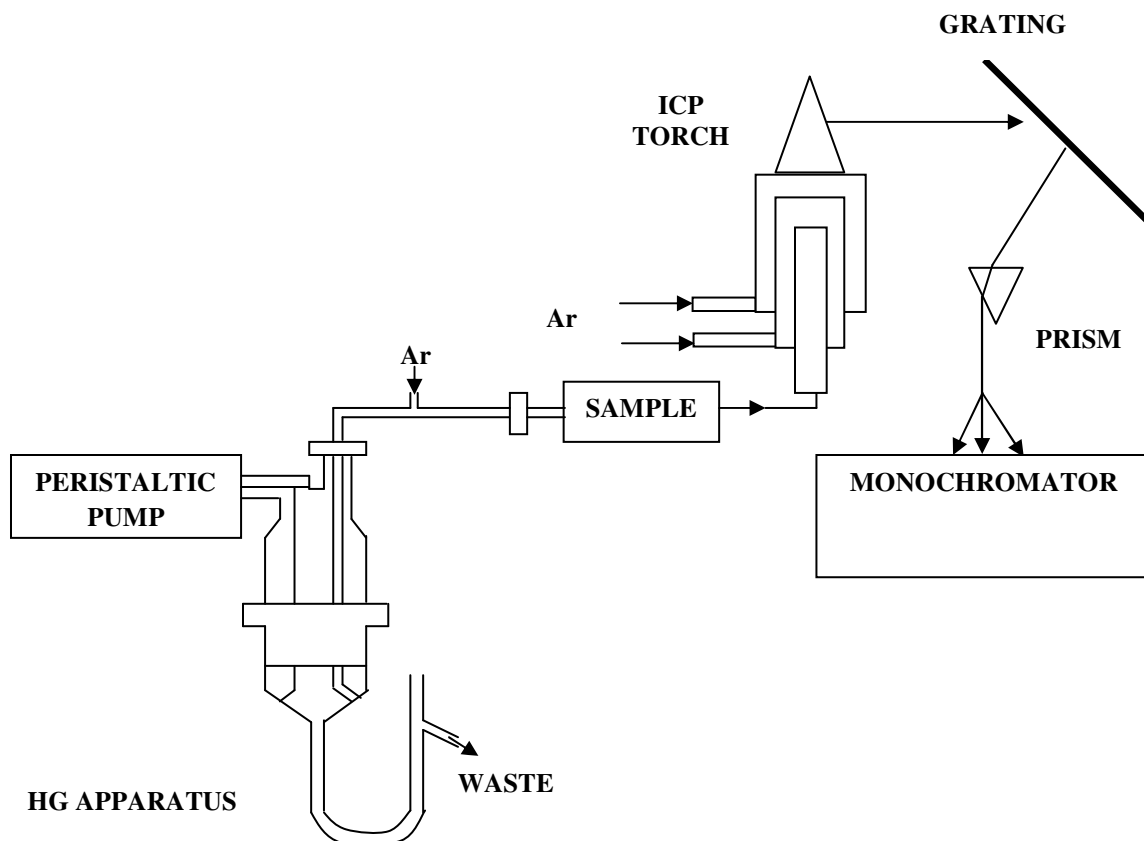 GRATING
ICP
TORCH
Ar
PRISM
Ar
SAMPLE
PERISTALTIC
PUMP
MONOCHROMATOR
WASTE
HG APPARATUS